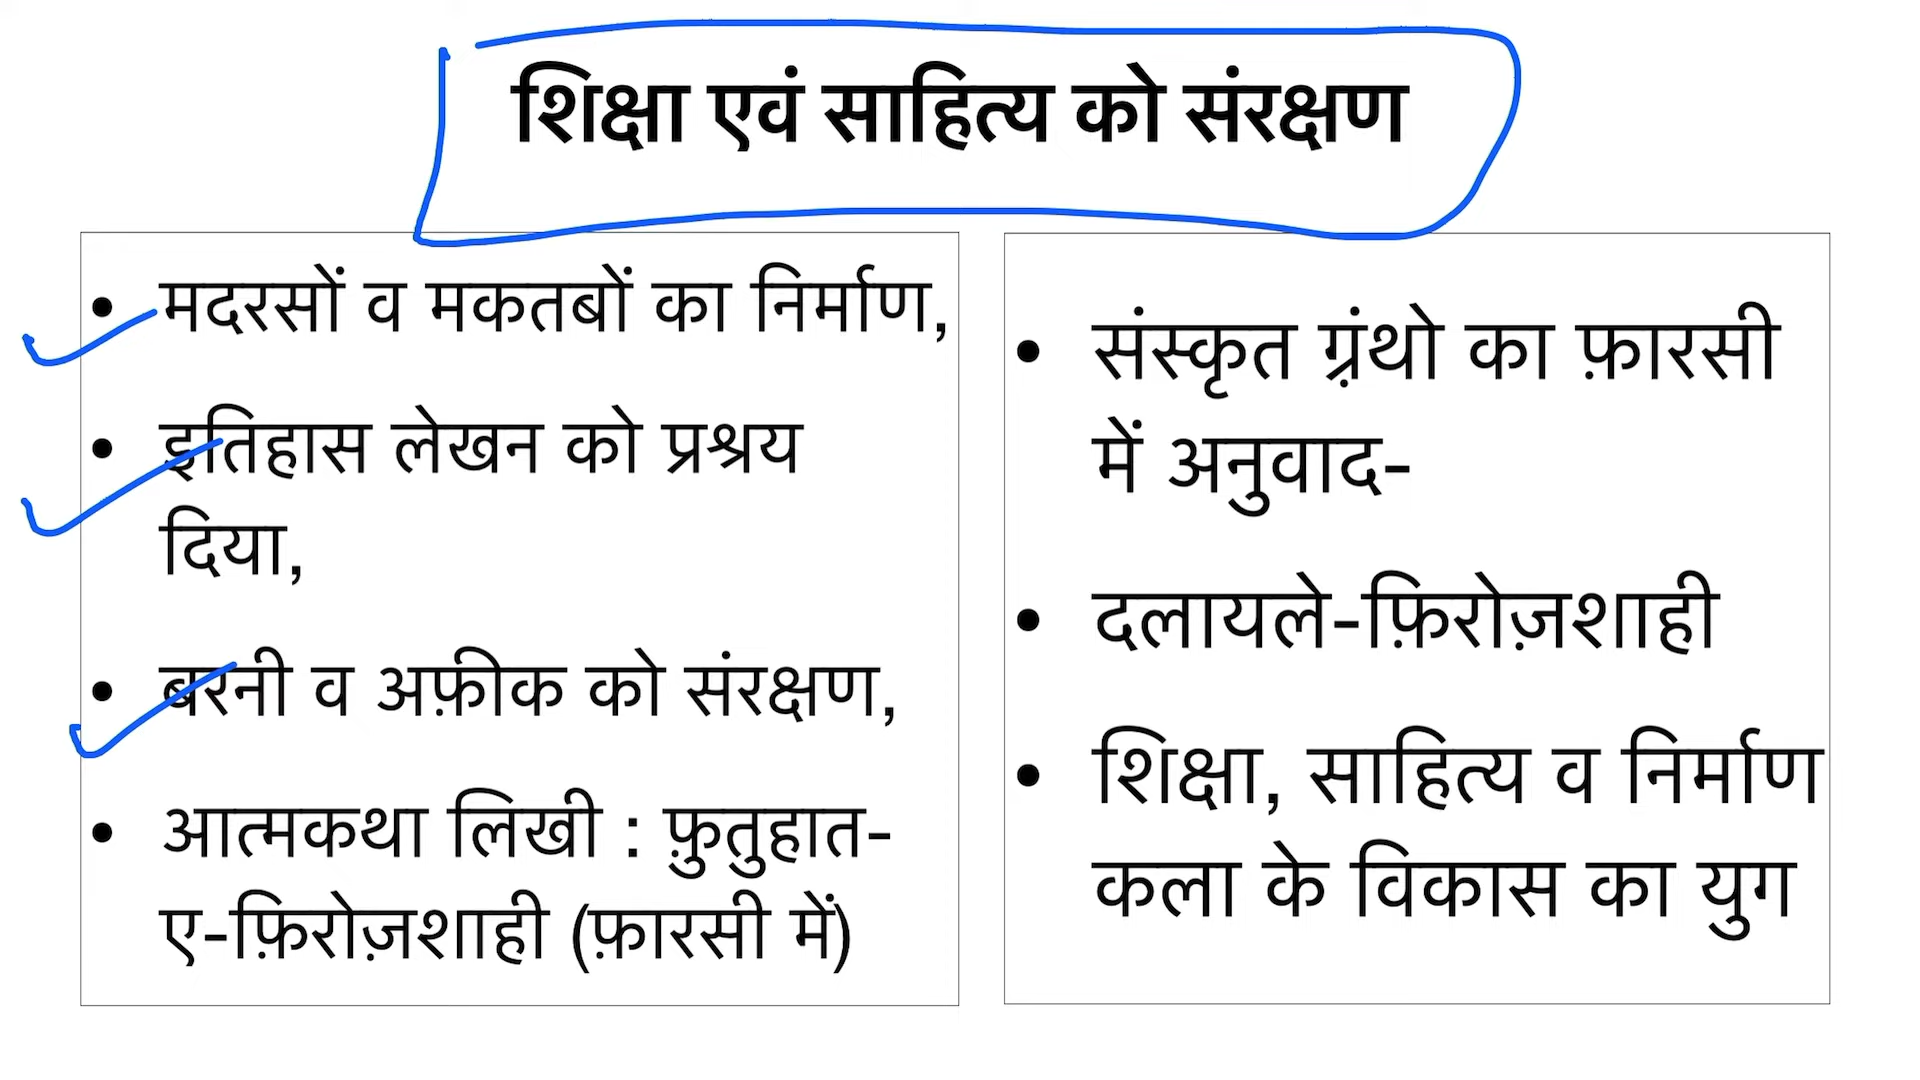 शिक्षा एवं साहित्य को संरक्षण
• मदरसों व मकतबों का निर्माण,
• इतिहास लेखन को प्रश्रय
दिया,
• बरनी व अफ़ीक को संरक्षण,
• आत्मकथा लिखी : फ़ुतुहात-
ए-फ़िरोज़शाही (फ़ारसी में)
• संस्कृत ग़्रंथो का फ़ारसी
में अनुवाद-
• दलायले-फ़िरोज़शाही
• शिक्षा, साहित्य व निर्माण
कला के विकास का युग